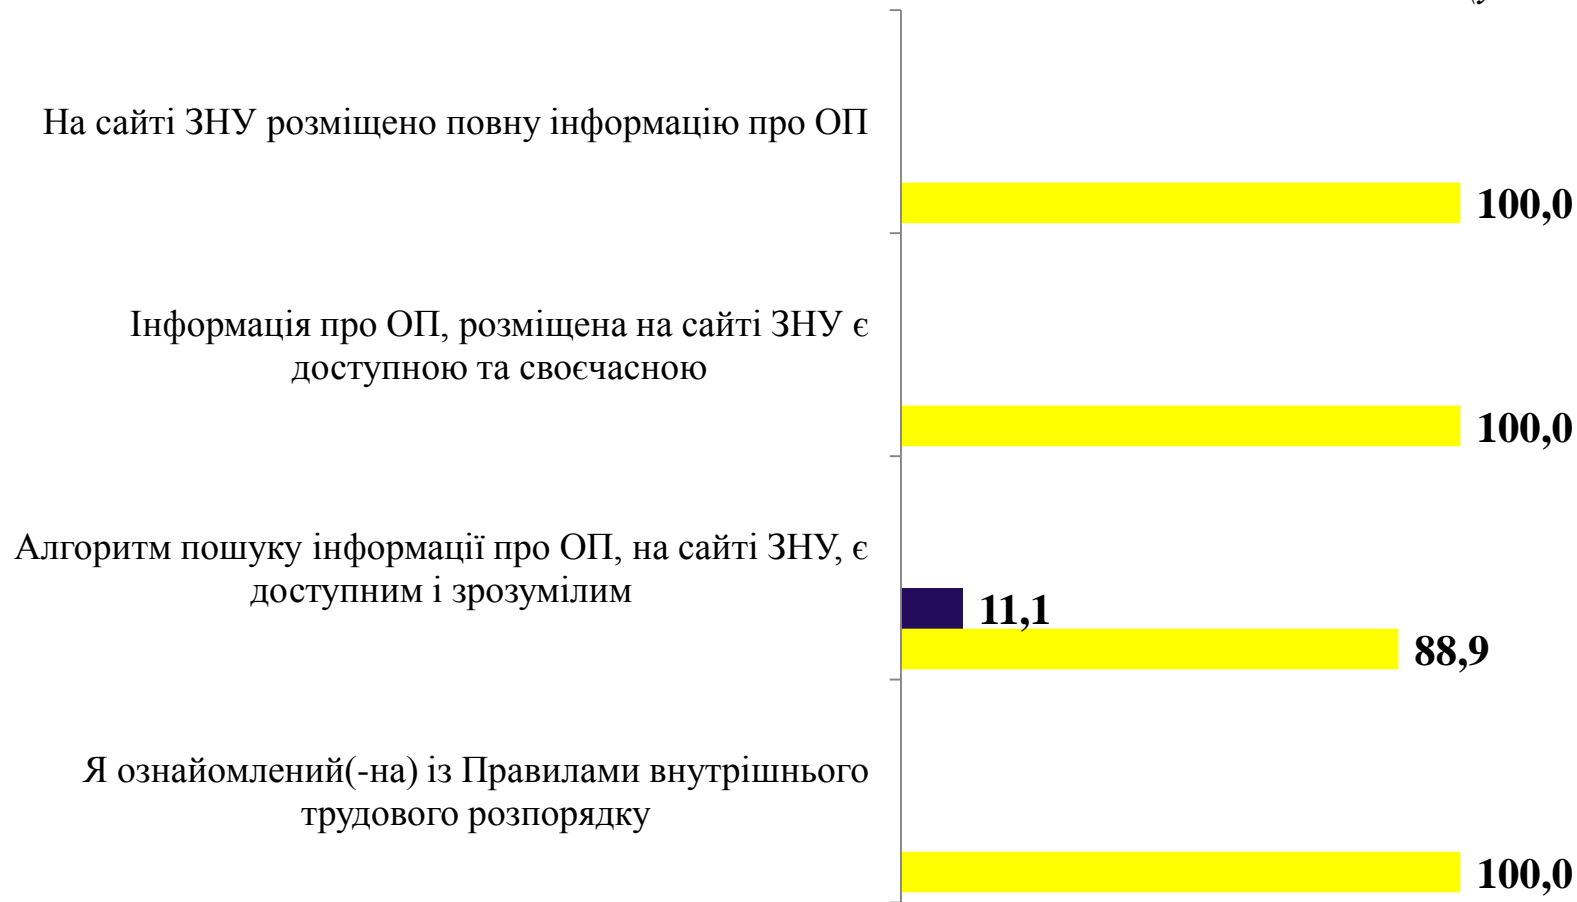 На сайті ЗНУ розміщено повну інформацію про ОП
100,0
Інформація про ОП, розміщена на сайті ЗНУ є
доступною та своєчасною
100,0
Алгоритм пошуку інформації про ОП, на сайті ЗНУ, є
доступним і зрозумілим
11,1
88,9
Я ознайомлений(-на) із Правилами внутрішнього
трудового розпорядку
100,0